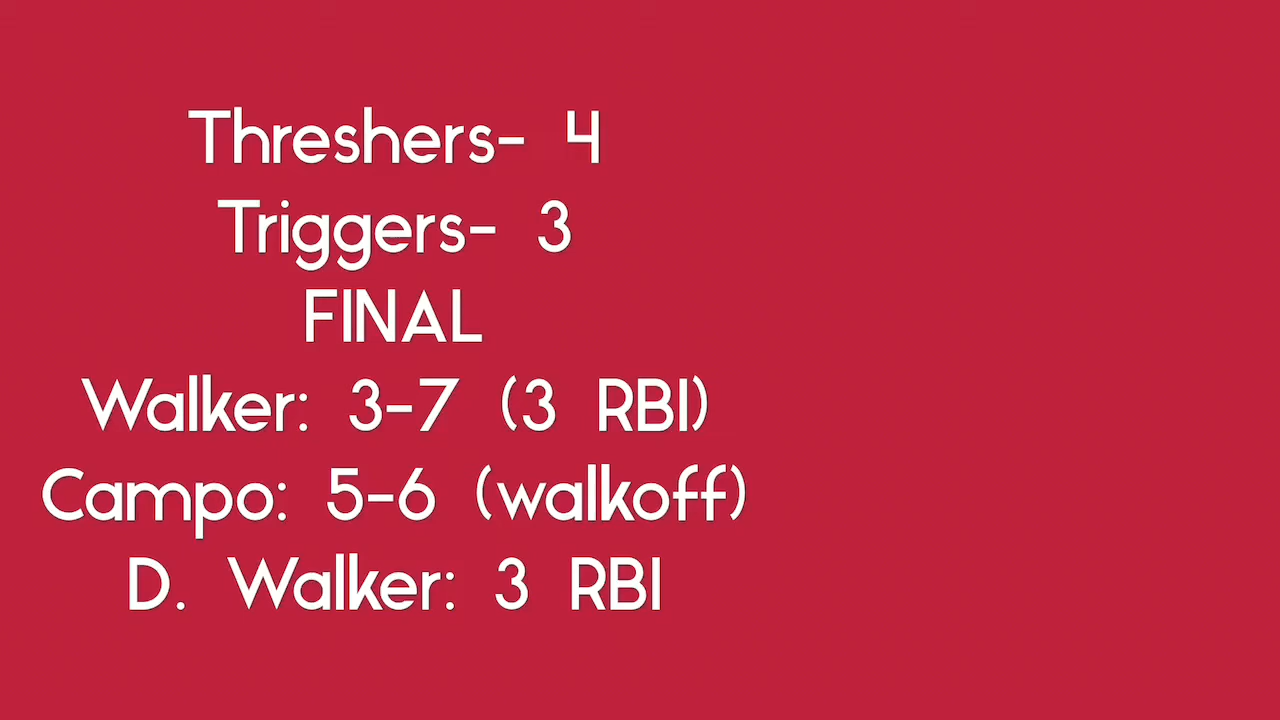 Threshers- 4
Triggers- 3
FINAL
Walker: 3-7 (3 RBI)
Campo: 5-6 (walkoff)
D. Walker: 3 RBI